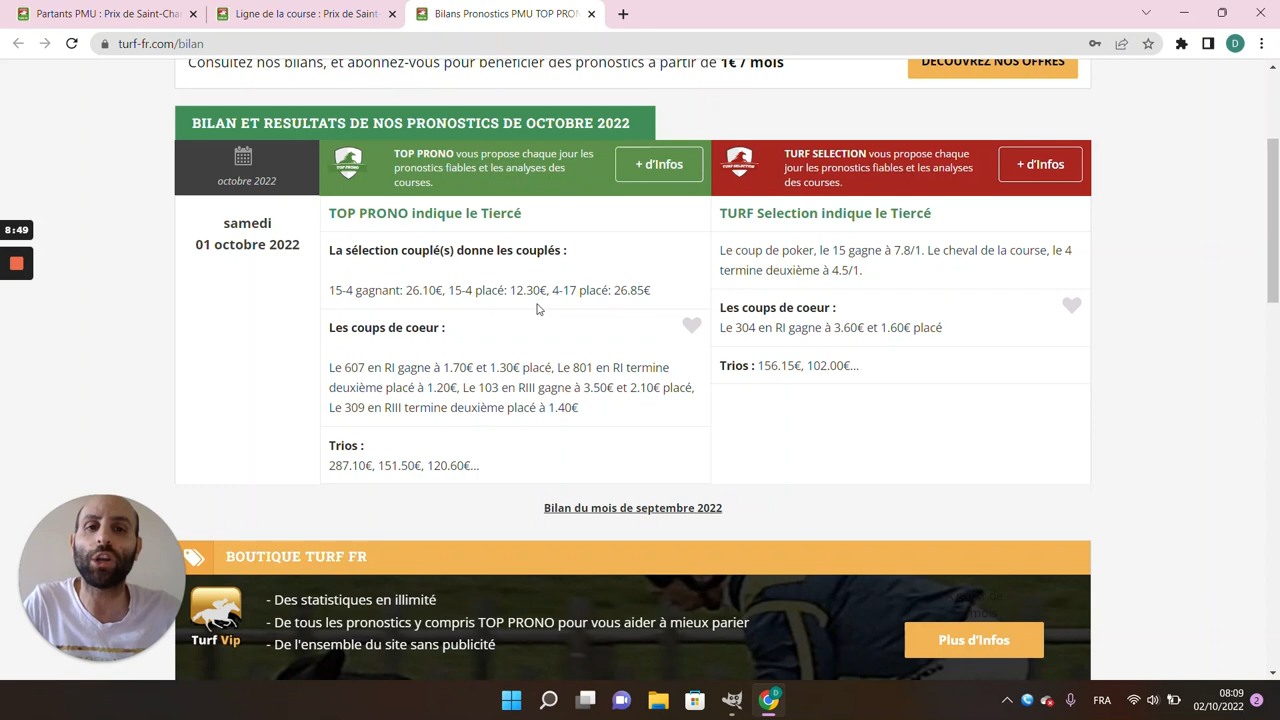 Partants PMU : Prix de Saint-Cha
Ligne de la course : Prix de Saint-
Bilans Pronostics PMU TOP PRON
turf-fr.com/bilan
D
Consultez nos bilans, et abonnez-vous pour bénéficier des pronostics à partir de 1€ / mois
DÉCOUVREZ NOS OFFRES
BILAN ET RESULTATS DE NOS PRONOSTICS DE OCTOBRE 2022
octobre 2022
TOP PRONO
TOP PRONO vous propose chaque jour les
pronostics fiables et les analyses des
courses.
+ d'Infos
TURF SELECTION
TURF SELECTION vous propose chaque
jour les pronostics fiables et les analyses
des courses.
+ d'Infos
8:49
samedi
01 octobre 2022
TOP PRONO indique le Tiercé
La sélection couplé(s) donne les couplés :
15-4 gagnant: 26.10€, 15-4 placé: 12.30€, 4-17 placé: 26.85€
Les coups de coeur :
Le 607 en RI gagne à 1.70€ et 1.30€ placé, Le 801 en RI termine
deuxième placé à 1.20€, Le 103 en RIII gagne à 3.50€ et 2.10€ placé,
Le 309 en RIII termine deuxième placé à 1.40€
Trios :
287.10€, 151.50€, 120.60€...
TURF Selection indique le Tiercé
Le coup de poker, le 15 gagne à 7.8/1. Le cheval de la course, le 4
termine deuxième à 4.5/1.
Les coups de coeur :
Le 304 en RI gagne à 3.60€ et 1.60€ placé
Trios : 156.15€, 102.00€...
Bilan du mois de septembre 2022
BOUTIQUE TURF FR
Turf Vip
- Des statistiques en illimité
- De tous les pronostics y compris TOP PRONO pour vous aider à mieux parier
- De l'ensemble du site sans publicité
Plus d'Infos
D
FRA
08:09
02/10/2022
2